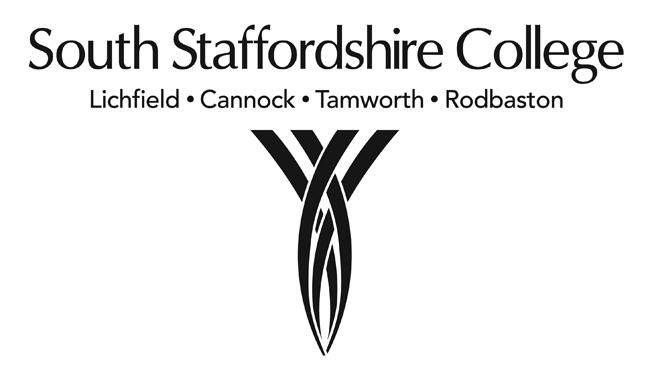 South Staffordshire College
Lichfield • Cannock • Tamworth • Rodbaston